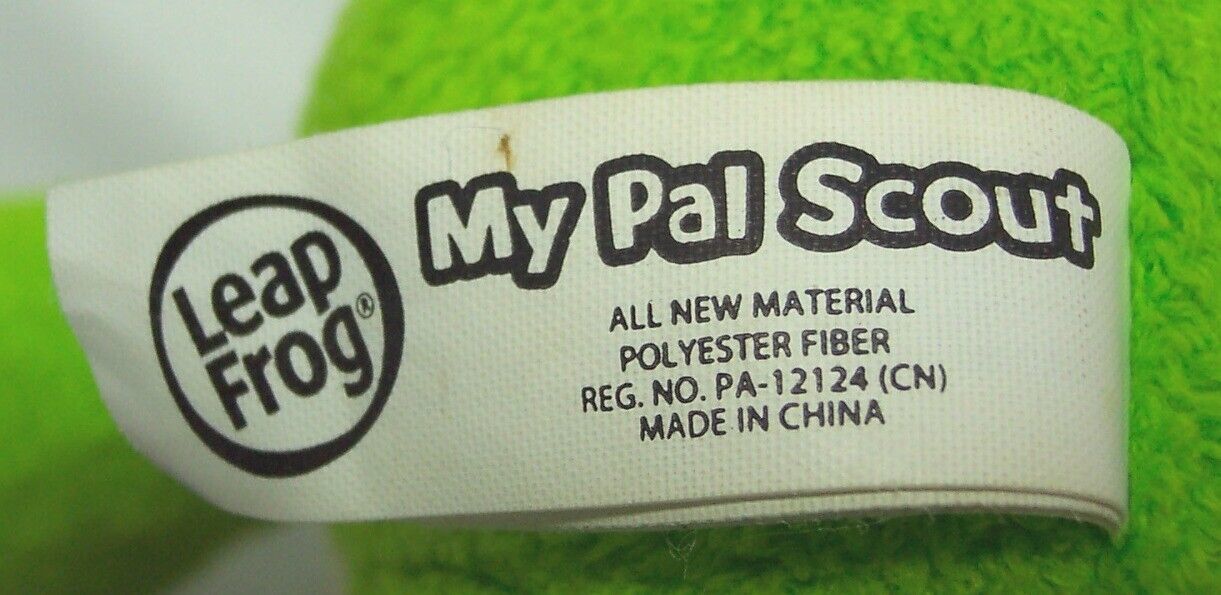 Leap
Frog®
My Pal Scout
ALL NEW MATERIAL
POLYESTER FIBER
REG. NO. PA-12124 (CN)
MADE IN CHINA